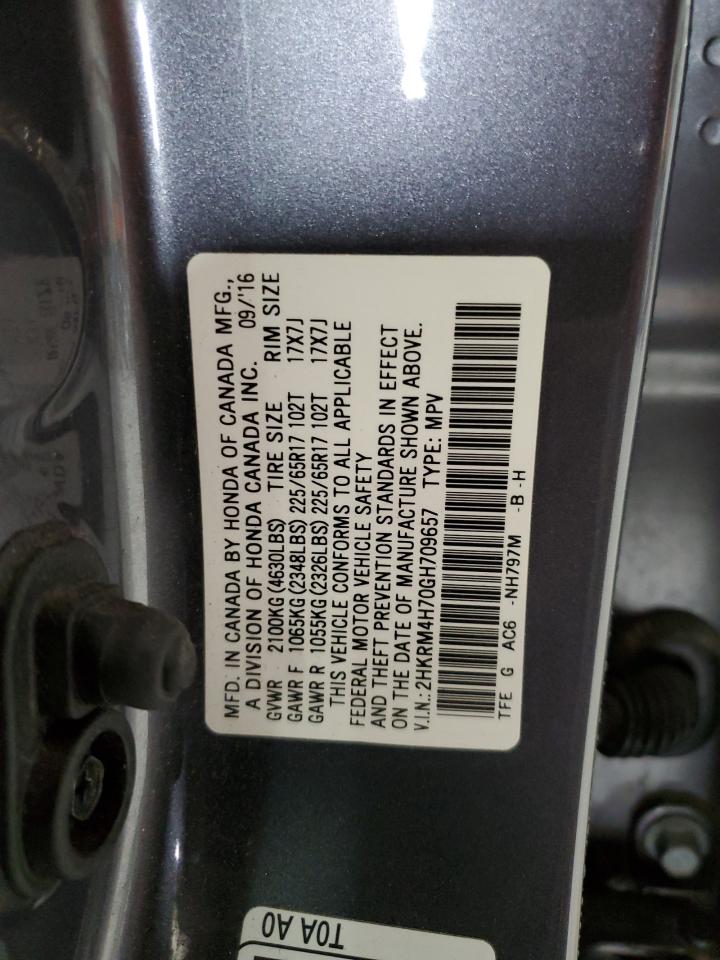 MFD. IN CANADA BY HONDA OF CANADA MFG.,
A DIVISION OF HONDA CANADA INC. 09/'16
GVWR 2100KG(4630LBS) TIRE SIZE RIM SIZE
GAWR F 1065KG(2348LBS)225/65R17 102T 17X7J
GAWR R 1055KG(2326LBS)225/65R17 102T 17X7J
THIS VEHICLE CONFORMS TO ALL APPLICABLE
FEDERAL MOTOR VEHICLE SAFETY
AND THEFT PREVENTION STANDARDS IN EFFECT
ON THE DATE OF MANUFACTURE SHOWN ABOVE.
V.I.N.:2HKRM4H70GH709657 TYPE: MPV
TFE G AC6 -NH797M -B -H
T0A A0